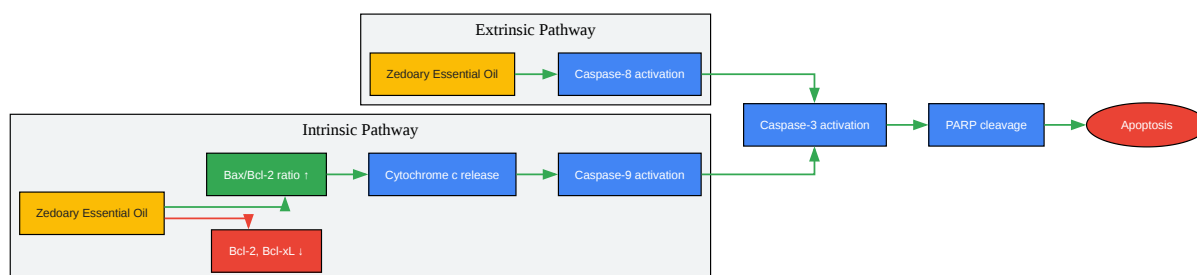 Extrinsic Pathway
Zedoary Essential Oil
Caspase-8 activation
Intrinsic Pathway
Bax/Bcl-2 ratio ↑
Cytochrome c release
Caspase-9 activation
Zedoary Essential Oil
Bcl-2, Bcl-xL ↓
Caspase-3 activation
PARP cleavage
Apoptosis